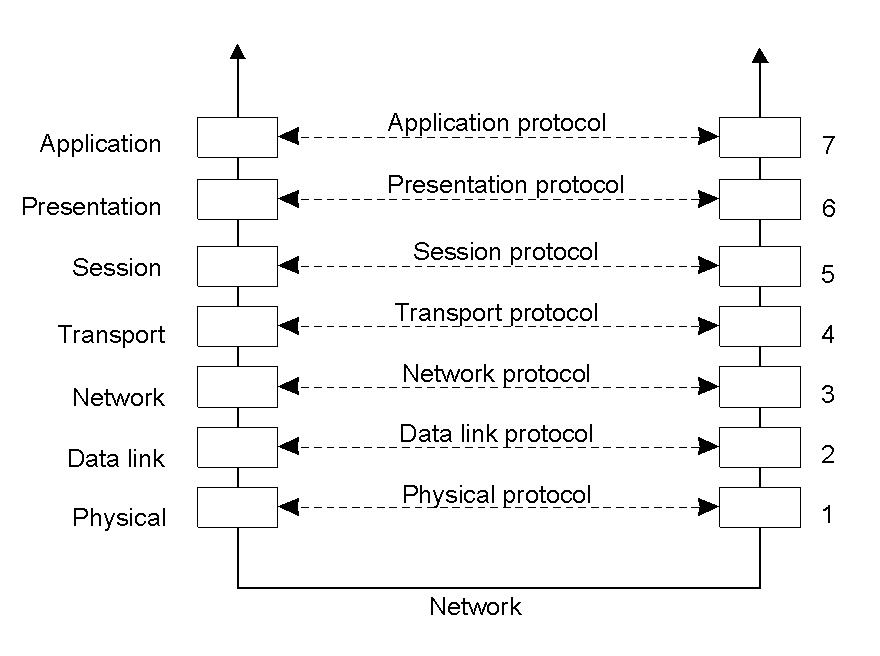 Application Application protocol 7
Presentation Presentation protocol 6
Session Session protocol 5
Transport Transport protocol 4
Network Network protocol 3
Data link Data link protocol 2
Physical Physical protocol 1
Network